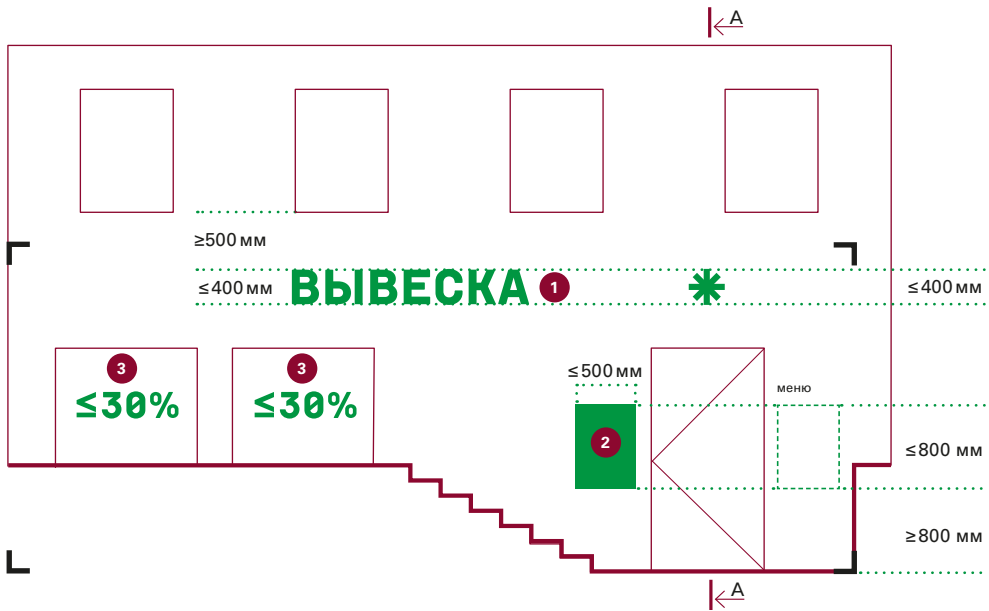 А
≥500 мм
≤400 мм
ВЫВЕСКА
1
*
≤400 мм
3
≤30%
3
≤30%
≤500 мм
2
меню
≤800 мм
≥800 мм
А